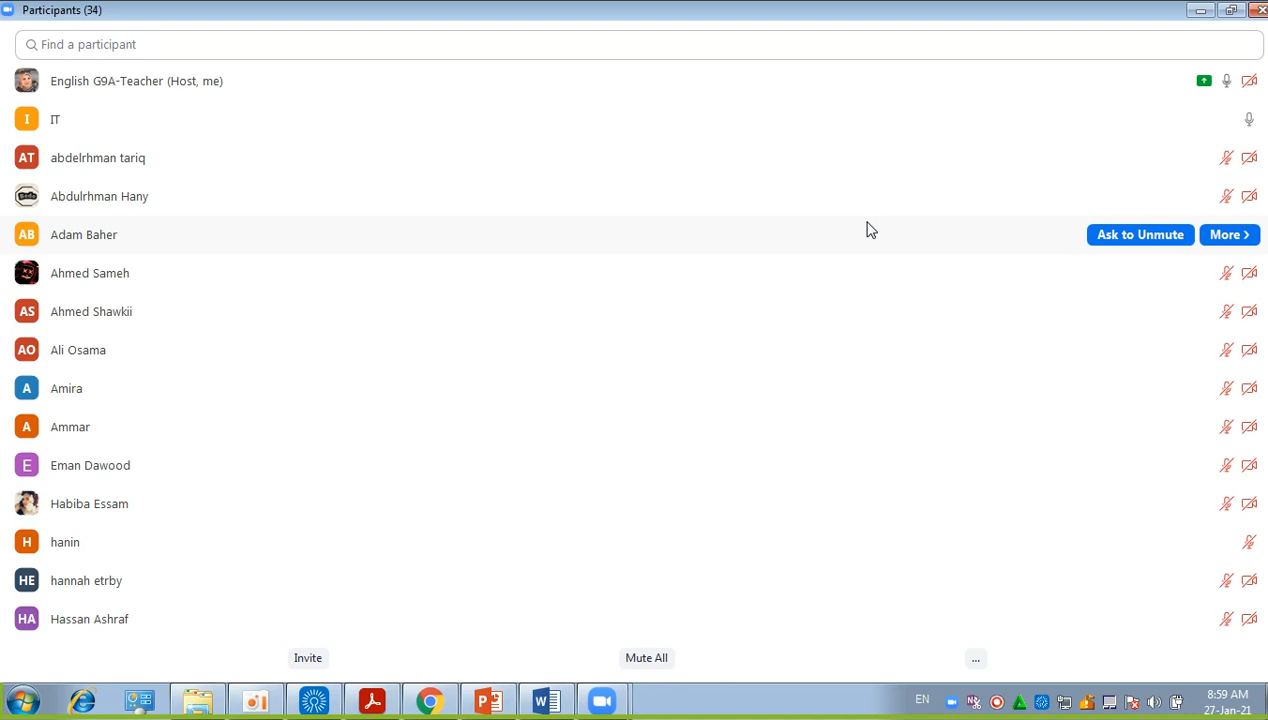 Participants (34)
Find a participant
English G9A-Teacher (Host, me)
I IT
AT abdelrhman tariq
Abdulrhman Hany
AB Adam Baher Ask to Unmute More >
Ahmed Sameh
AS Ahmed Shawkii
AO Ali Osama
A Amira
A Ammar
E Eman Dawood
Habiba Essam
H hanin
HE hannah etrby
HA Hassan Ashraf
Invite Mute All ...
EN 8:59 AM
27-Jan-21